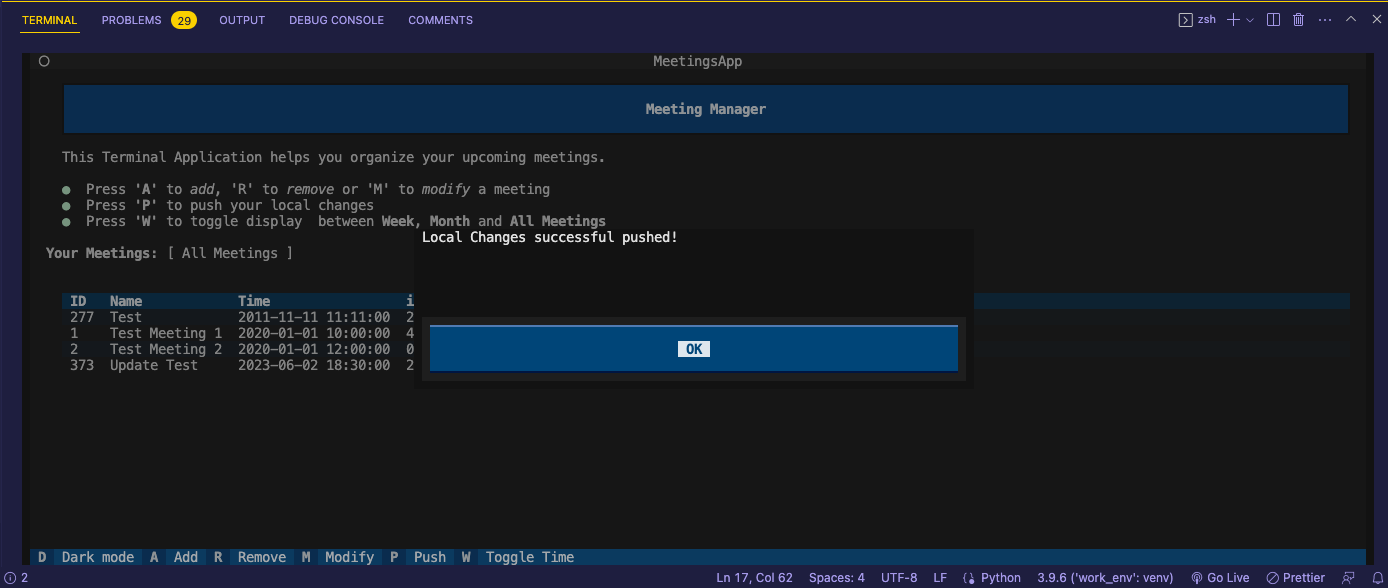 TERMINAL PROBLEMS 29 OUTPUT DEBUG CONSOLE COMMENTS zsh
MeetingsApp
Meeting Manager
This Terminal Application helps you organize your upcoming meetings.
Press 'A' to add, 'R' to remove or 'M' to modify a meeting
Press 'P' to push your local changes
Press 'W' to toggle display  between Week, Month and All Meetings
Local Changes successful pushed!
Your Meetings: [ All Meetings ]
ID Name Time i
277 Test 2011-11-11 11:11:00 2
1 Test Meeting 1 2020-01-01 10:00:00 4
2 Test Meeting 2 2020-01-01 12:00:00 0
OK
373 Update Test 2023-06-02 18:30:00 2
D Dark mode A Add R Remove M Modify P Push W Toggle Time
2 Ln 17, Col 62 Spaces: 4 UTF-8 LF Python 3.9.6 ('work_env': venv) Go Live Prettier